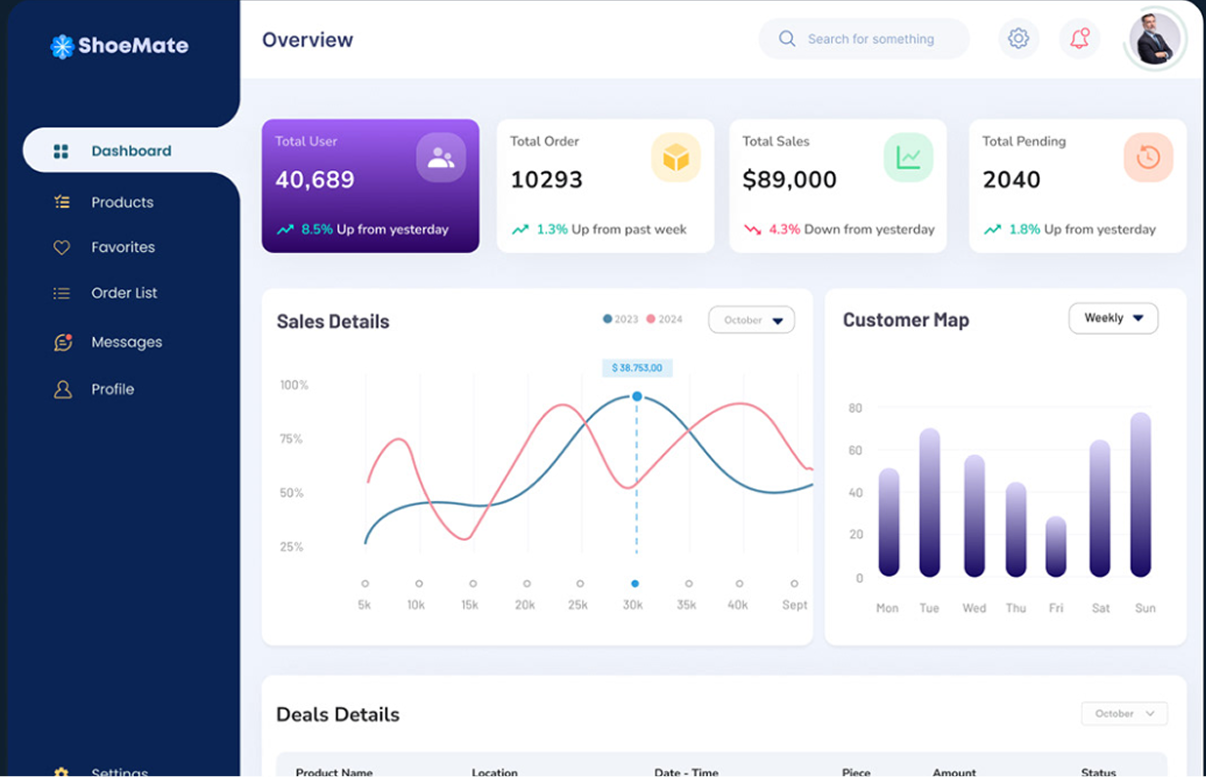 ShoeMate
Overview
Search for something
Dashboard
Products
Favorites
Order List
Messages
Profile
Settings
Total User
40,689
8.5% Up from yesterday
Total Order
10293
1.3% Up from past week
Total Sales
$89,000
4.3% Down from yesterday
Total Pending
2040
1.8% Up from yesterday
Sales Details
2023 2024
October
$ 38.753,00
100%
75%
50%
25%
5k 10k 15k 20k 25k 30k 35k 40k Sept
Customer Map
Weekly
80
60
40
20
0
Mon Tue Wed Thu Fri Sat Sun
Deals Details
October
Product Name Location Date - Time Piece Amount Status